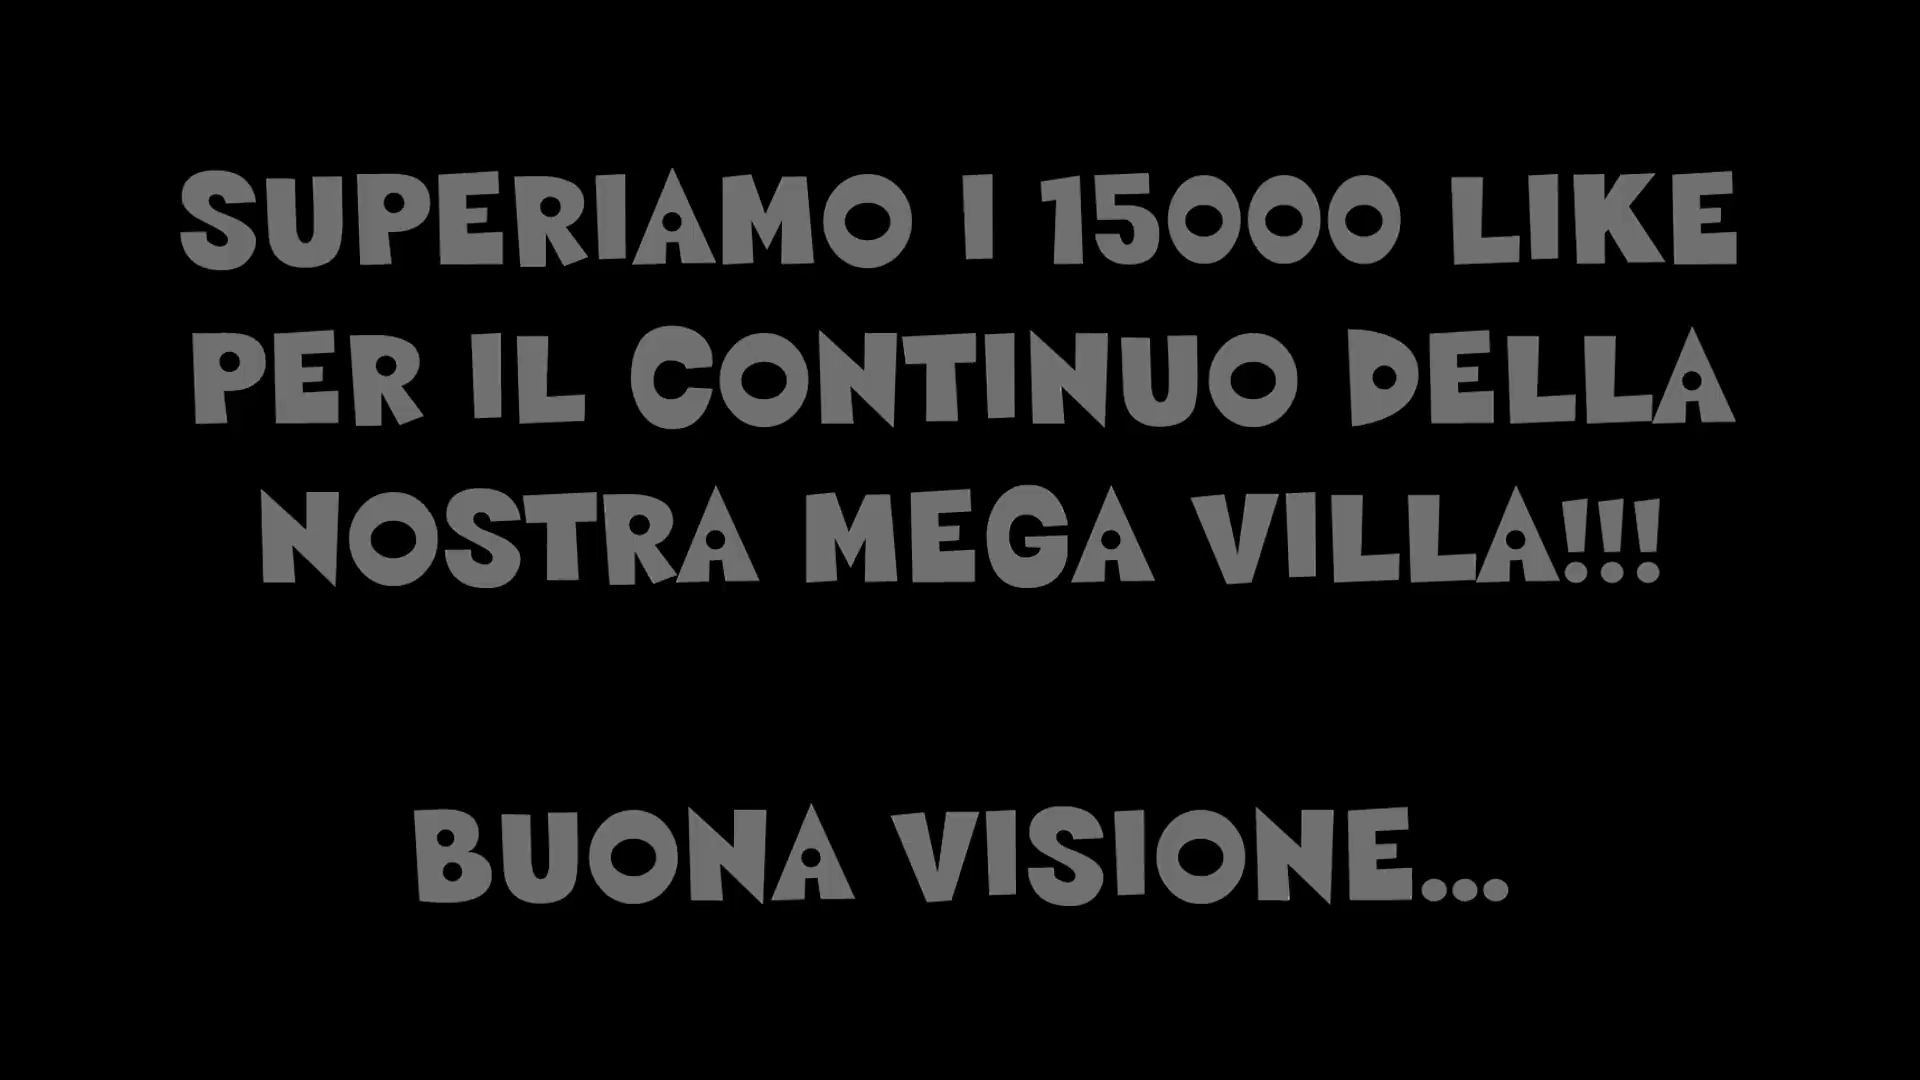 SUPERIAMO I 15000 LIKE
PER IL CONTINUO DELLA
NOSTRA MEGA VILLA!!!
BUONA VISIONE...